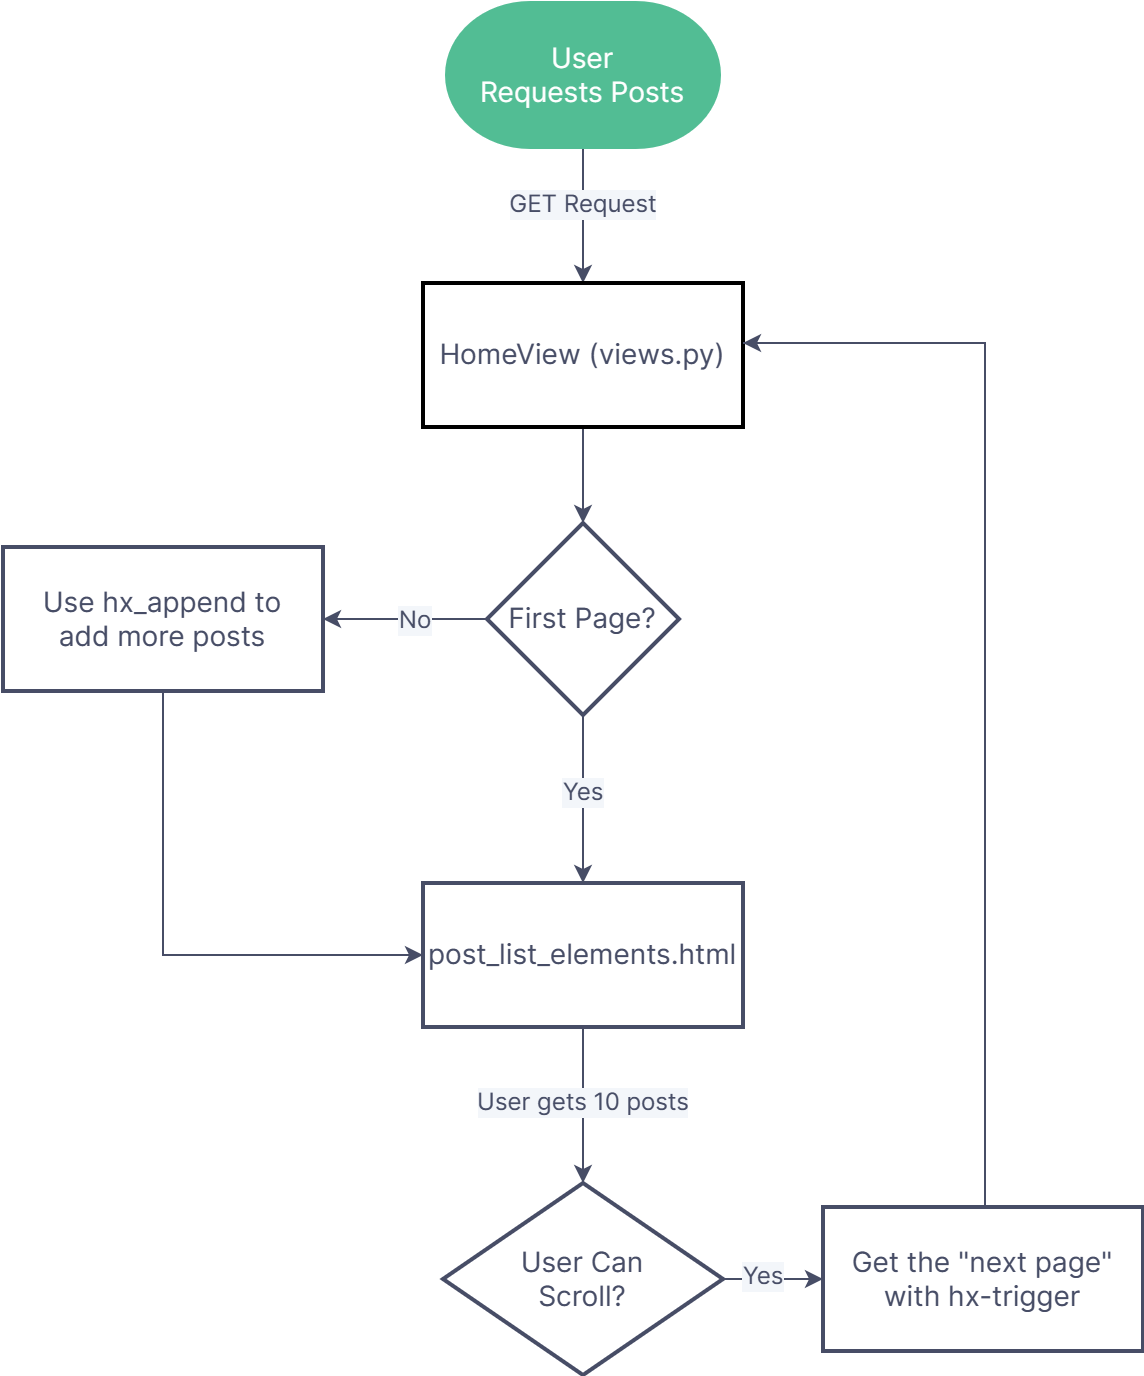 User
Requests Posts
GET Request
HomeView (views.py)
First Page?
No
Use hx_append to
add more posts
Yes
post_list_elements.html
User gets 10 posts
User Can
Scroll?
Yes
Get the "next page"
with hx-trigger